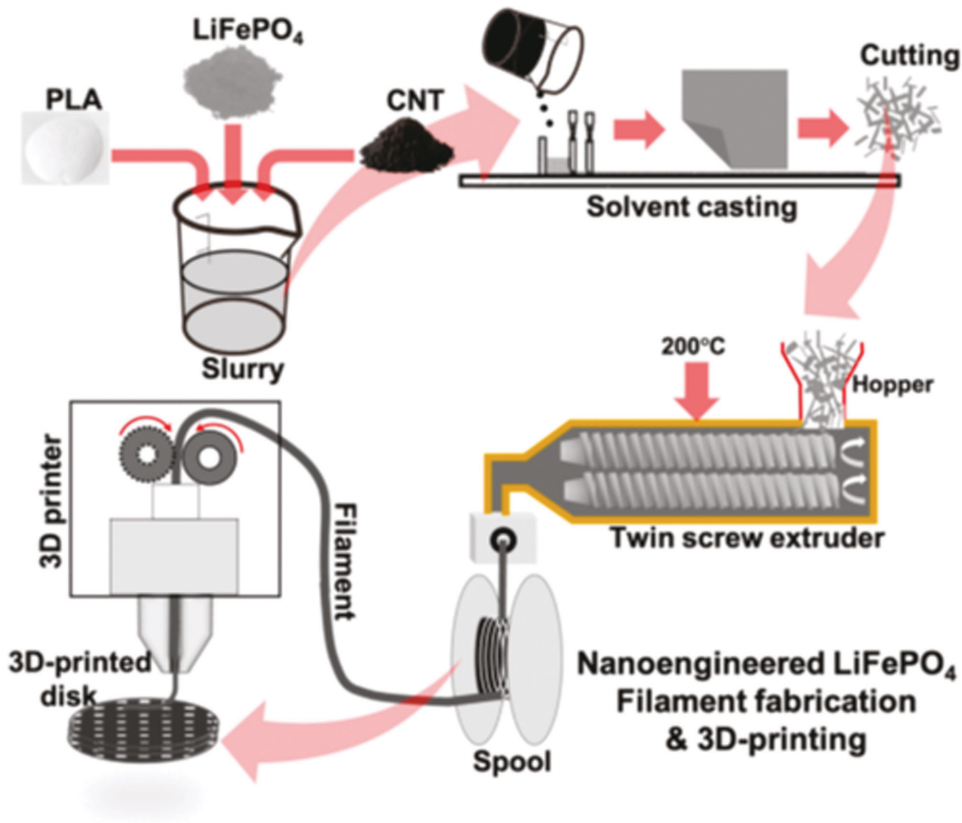 LiFePO₄
PLA
CNT
Cutting
Solvent casting
Slurry
200°C
Hopper
Twin screw extruder
3D printer
Filament
3D-printed
disk
Spool
Nanoengineered LiFePO₄
Filament fabrication
& 3D-printing